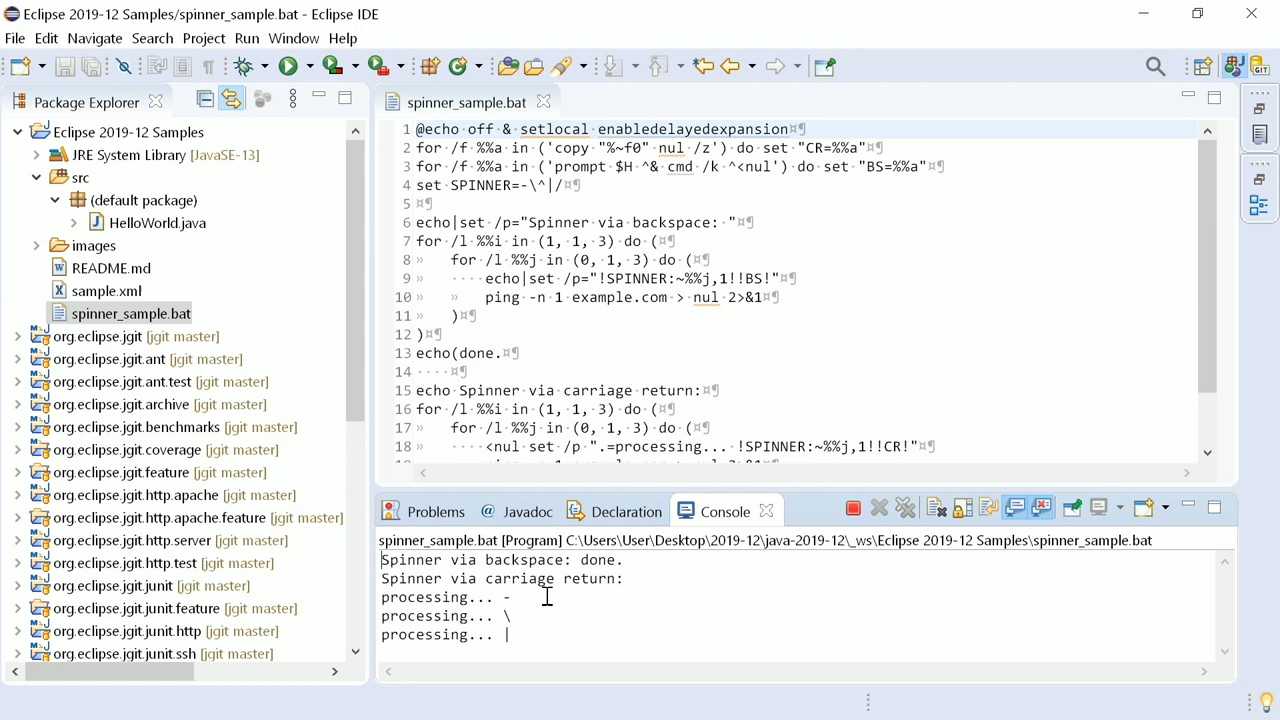 Eclipse 2019-12 Samples/spinner_sample.bat - Eclipse IDE
File Edit Navigate Search Project Run Window Help
Package Explorer
Eclipse 2019-12 Samples
JRE System Library [JavaSE-13]
src
(default package)
HelloWorld.java
images
README.md
sample.xml
spinner_sample.bat
org.eclipse.jgit [jgit master]
org.eclipse.jgit.ant [jgit master]
org.eclipse.jgit.ant.test [jgit master]
org.eclipse.jgit.archive [jgit master]
org.eclipse.jgit.benchmarks [jgit master]
org.eclipse.jgit.coverage [jgit master]
org.eclipse.jgit.feature [jgit master]
org.eclipse.jgit.http.apache [jgit master]
org.eclipse.jgit.http.apache.feature [jgit master]
org.eclipse.jgit.http.server [jgit master]
org.eclipse.jgit.http.test [jgit master]
org.eclipse.jgit.junit [jgit master]
org.eclipse.jgit.junit.feature [jgit master]
org.eclipse.jgit.junit.http [jgit master]
org.eclipse.jgit.junit.ssh [jgit master]
spinner_sample.bat
1 @echo·off·&·setlocal·enabledelayedexpansion¤¶
2 for·/f·%%a·in·('copy·"%~f0"·nul·/z')·do·set·"CR=%%a"¤¶
3 for·/f·%%a·in·('prompt·$H·^&·cmd·/k·^<nul')·do·set·"BS=%%a"¤¶
4 set·SPINNER=-\^|/¤¶
5 ¤¶
6 echo|set·/p="Spinner·via·backspace:·"¤¶
7 for·/l·%%i·in·(1,·1,·3)·do·(¤¶
8 »   for·/l·%%j·in·(0,·1,·3)·do·(¤¶
9 »   ····echo|set·/p="!SPINNER:~%%j,1!!BS!"¤¶
10 »   »   ping·-n·1·example.com·>·nul·2>&1¤¶
11 »   )¤¶
12 )¤¶
13 echo(done.¤¶
14 ····¤¶
15 echo·Spinner·via·carriage·return:¤¶
16 for·/l·%%i·in·(1,·1,·3)·do·(¤¶
17 »   for·/l·%%j·in·(0,·1,·3)·do·(¤¶
18 »   ····<nul·set·/p·".=processing...·!SPINNER:~%%j,1!!CR!"¤¶
Problems @ Javadoc Declaration Console
spinner_sample.bat [Program] C:\Users\User\Desktop\2019-12\java-2019-12\_ws\Eclipse 2019-12 Samples\spinner_sample.bat
Spinner via backspace: done.
Spinner via carriage return:
processing... -
processing... \
processing... |